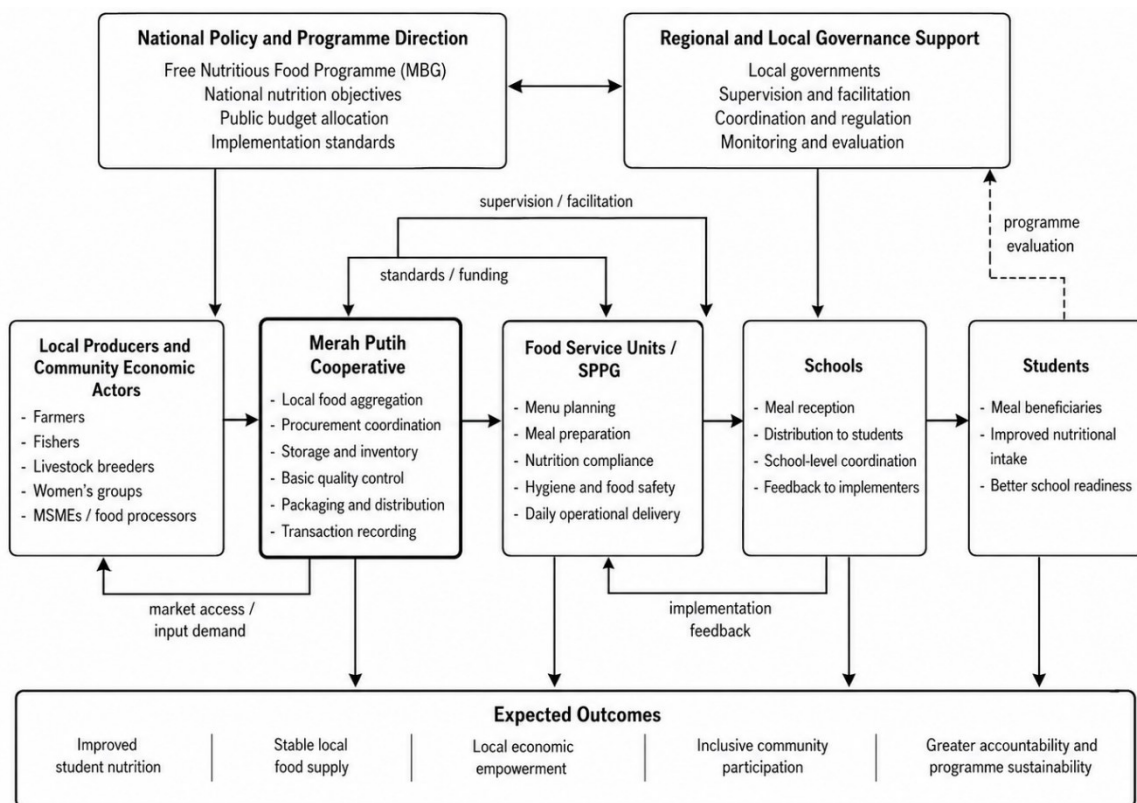 National Policy and Programme Direction
Free Nutritious Food Programme (MBG)
National nutrition objectives
Public budget allocation
Implementation standards
Regional and Local Governance Support
Local governments
Supervision and facilitation
Coordination and regulation
Monitoring and evaluation
supervision / facilitation
standards / funding
programme
evaluation
Local Producers and
Community Economic
Actors
- Farmers
- Fishers
- Livestock breeders
- Women's groups
- MSMEs / food processors
Merah Putih
Cooperative
- Local food aggregation
- Procurement coordination
- Storage and inventory
- Basic quality control
- Packaging and distribution
- Transaction recording
Food Service Units /
SPPG
- Menu planning
- Meal preparation
- Nutrition compliance
- Hygiene and food safety
- Daily operational delivery
Schools
- Meal reception
- Distribution to students
- School-level coordination
- Feedback to implementers
Students
- Meal beneficiaries
- Improved nutritional
intake
- Better school readiness
market access /
input demand
implementation
feedback
Expected Outcomes
Improved
student nutrition
Stable local
food supply
Local economic
empowerment
Inclusive community
participation
Greater accountability and
programme sustainability